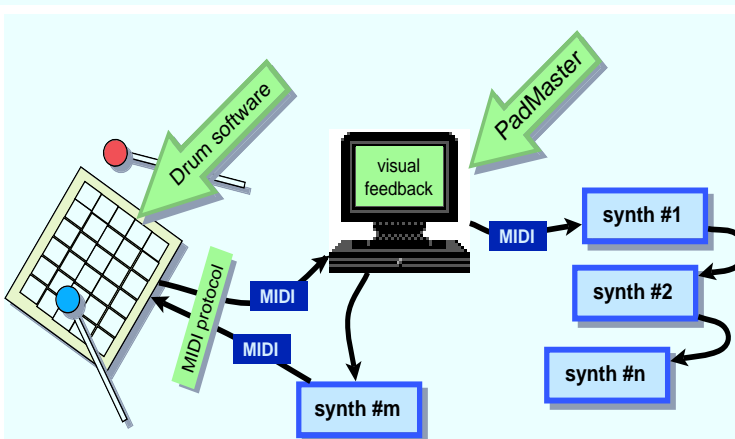 Drum software
PadMaster
visual
feedback
MIDI
synth #1
MIDI protocol
MIDI
MIDI
synth #2
synth #n
synth #m